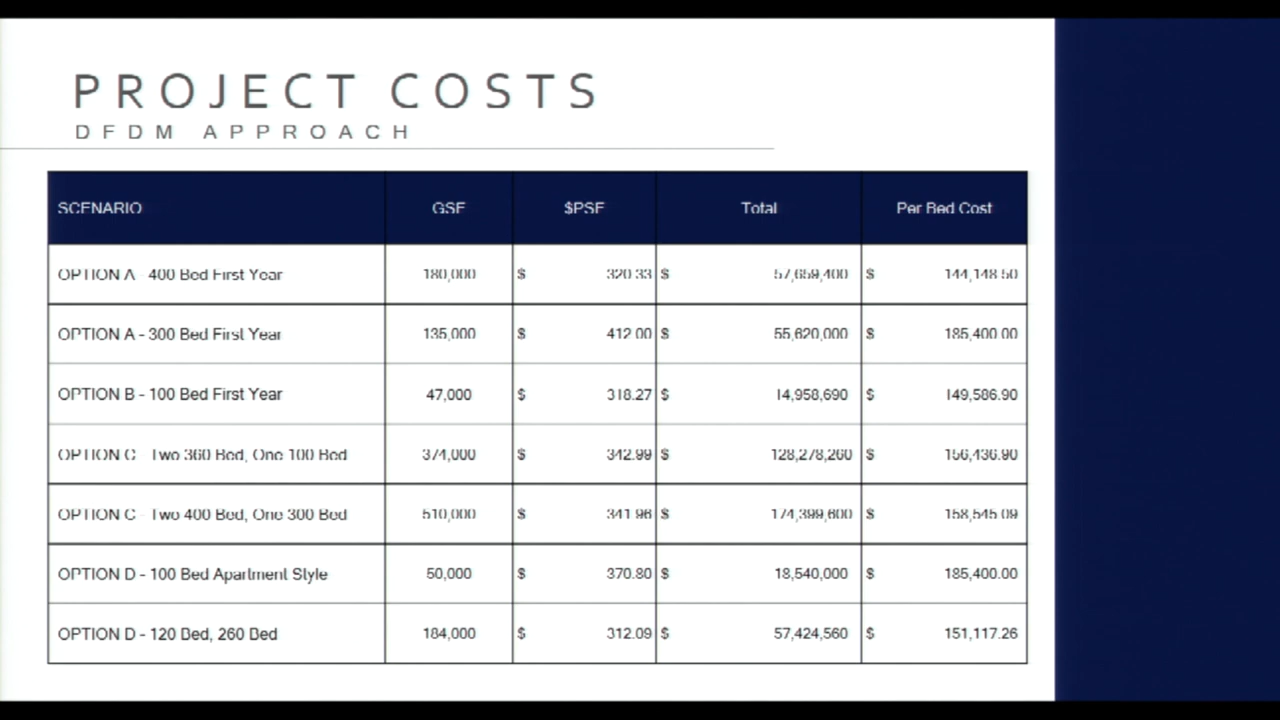 PROJECT COSTS
DFDM APPROACH
SCENARIO GSF $PSF Total Per Bed Cost
OPTION A - 400 Bed First Year 180,000 $ 320.33 $ 57,659,400 $ 144,148.50
OPTION A - 300 Bed First Year 135,000 $ 412.00 $ 55,620,000 $ 185,400.00
OPTION B - 100 Bed First Year 47,000 $ 318.27 $ 14,958,690 $ 149,586.90
OPTION C - Two 360 Bed, One 100 Bed 374,000 $ 342.99 $ 128,278,260 $ 156,436.90
OPTION C - Two 400 Bed, One 300 Bed 510,000 $ 341.96 $ 174,399,600 $ 158,545.09
OPTION D - 100 Bed Apartment Style 50,000 $ 370.80 $ 18,540,000 $ 185,400.00
OPTION D - 120 Bed, 260 Bed 184,000 $ 312.09 $ 57,424,560 $ 151,117.26